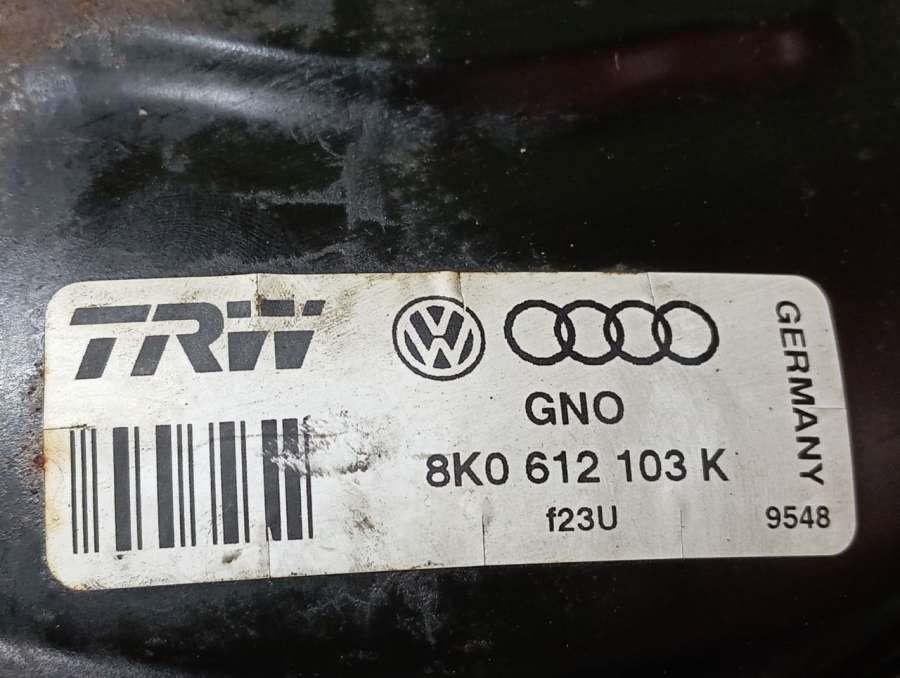 TRW
GNO
8K0 612 103 K
f23U
GERMANY
9548